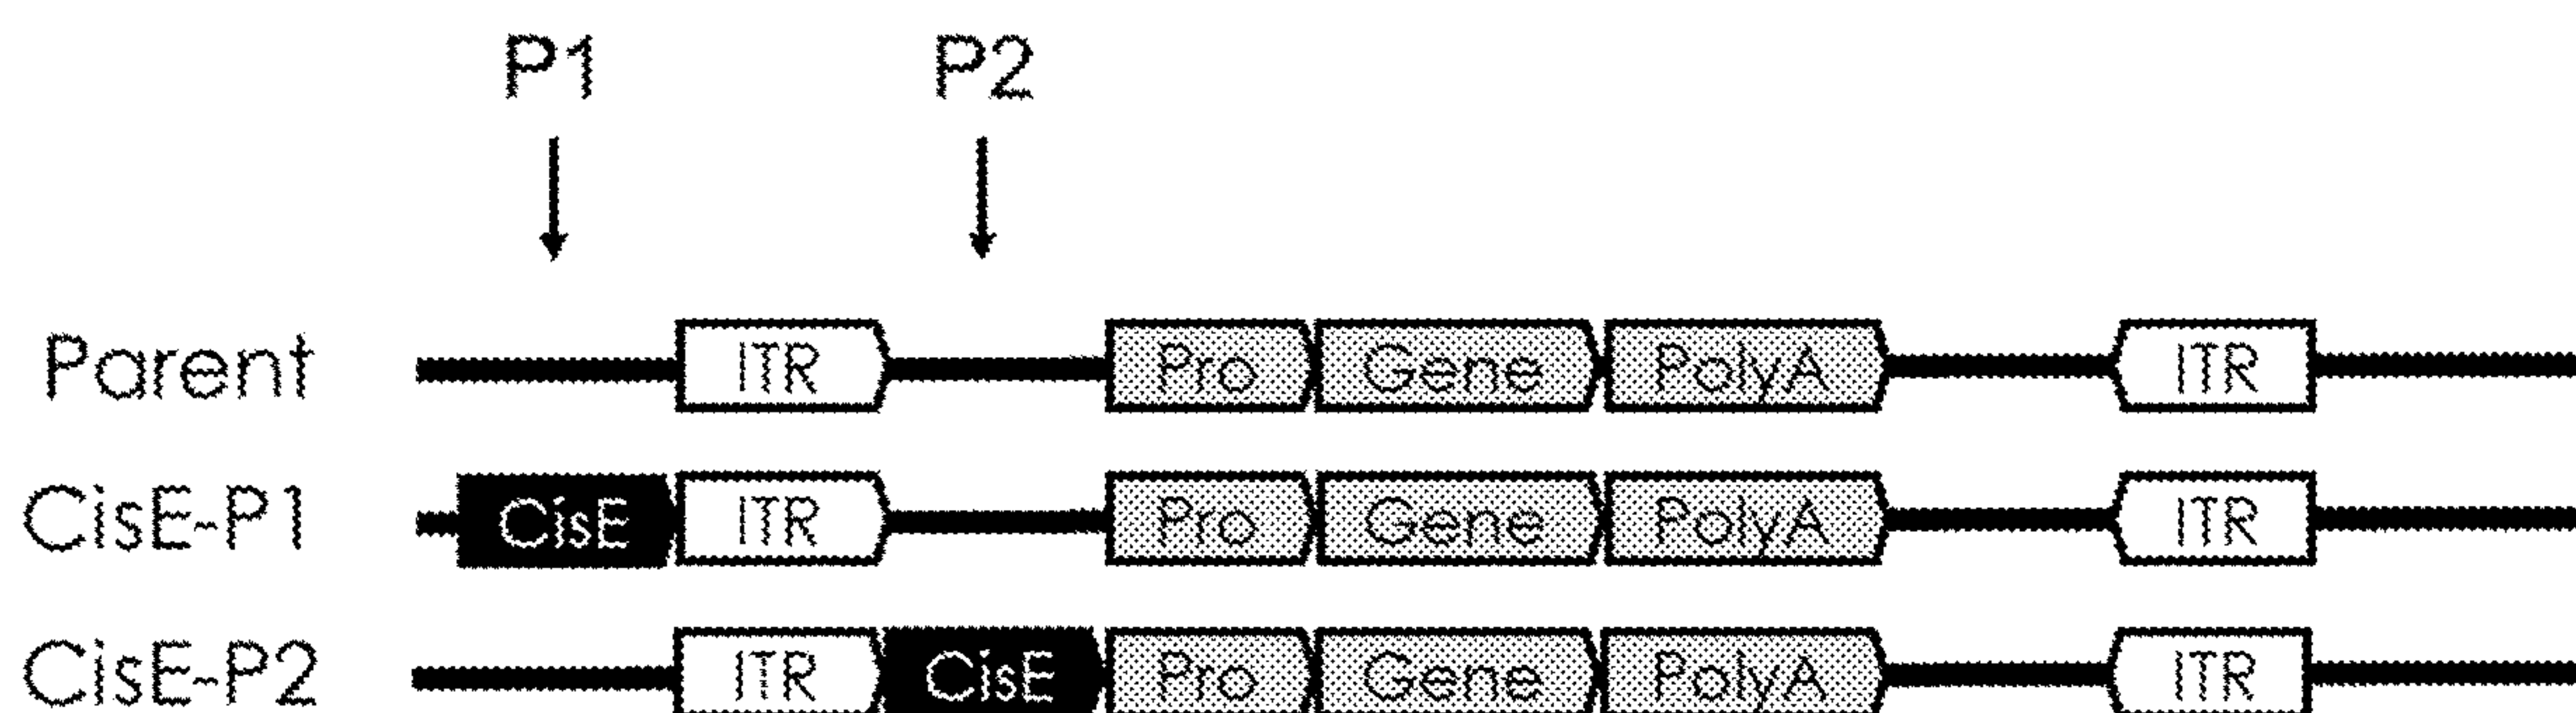 P1 P2
Parent ITR Pro Gene PolyA ITR
CisE-P1 CisE ITR Pro Gene PolyA ITR
CisE-P2 ITR CisE Pro Gene PolyA ITR